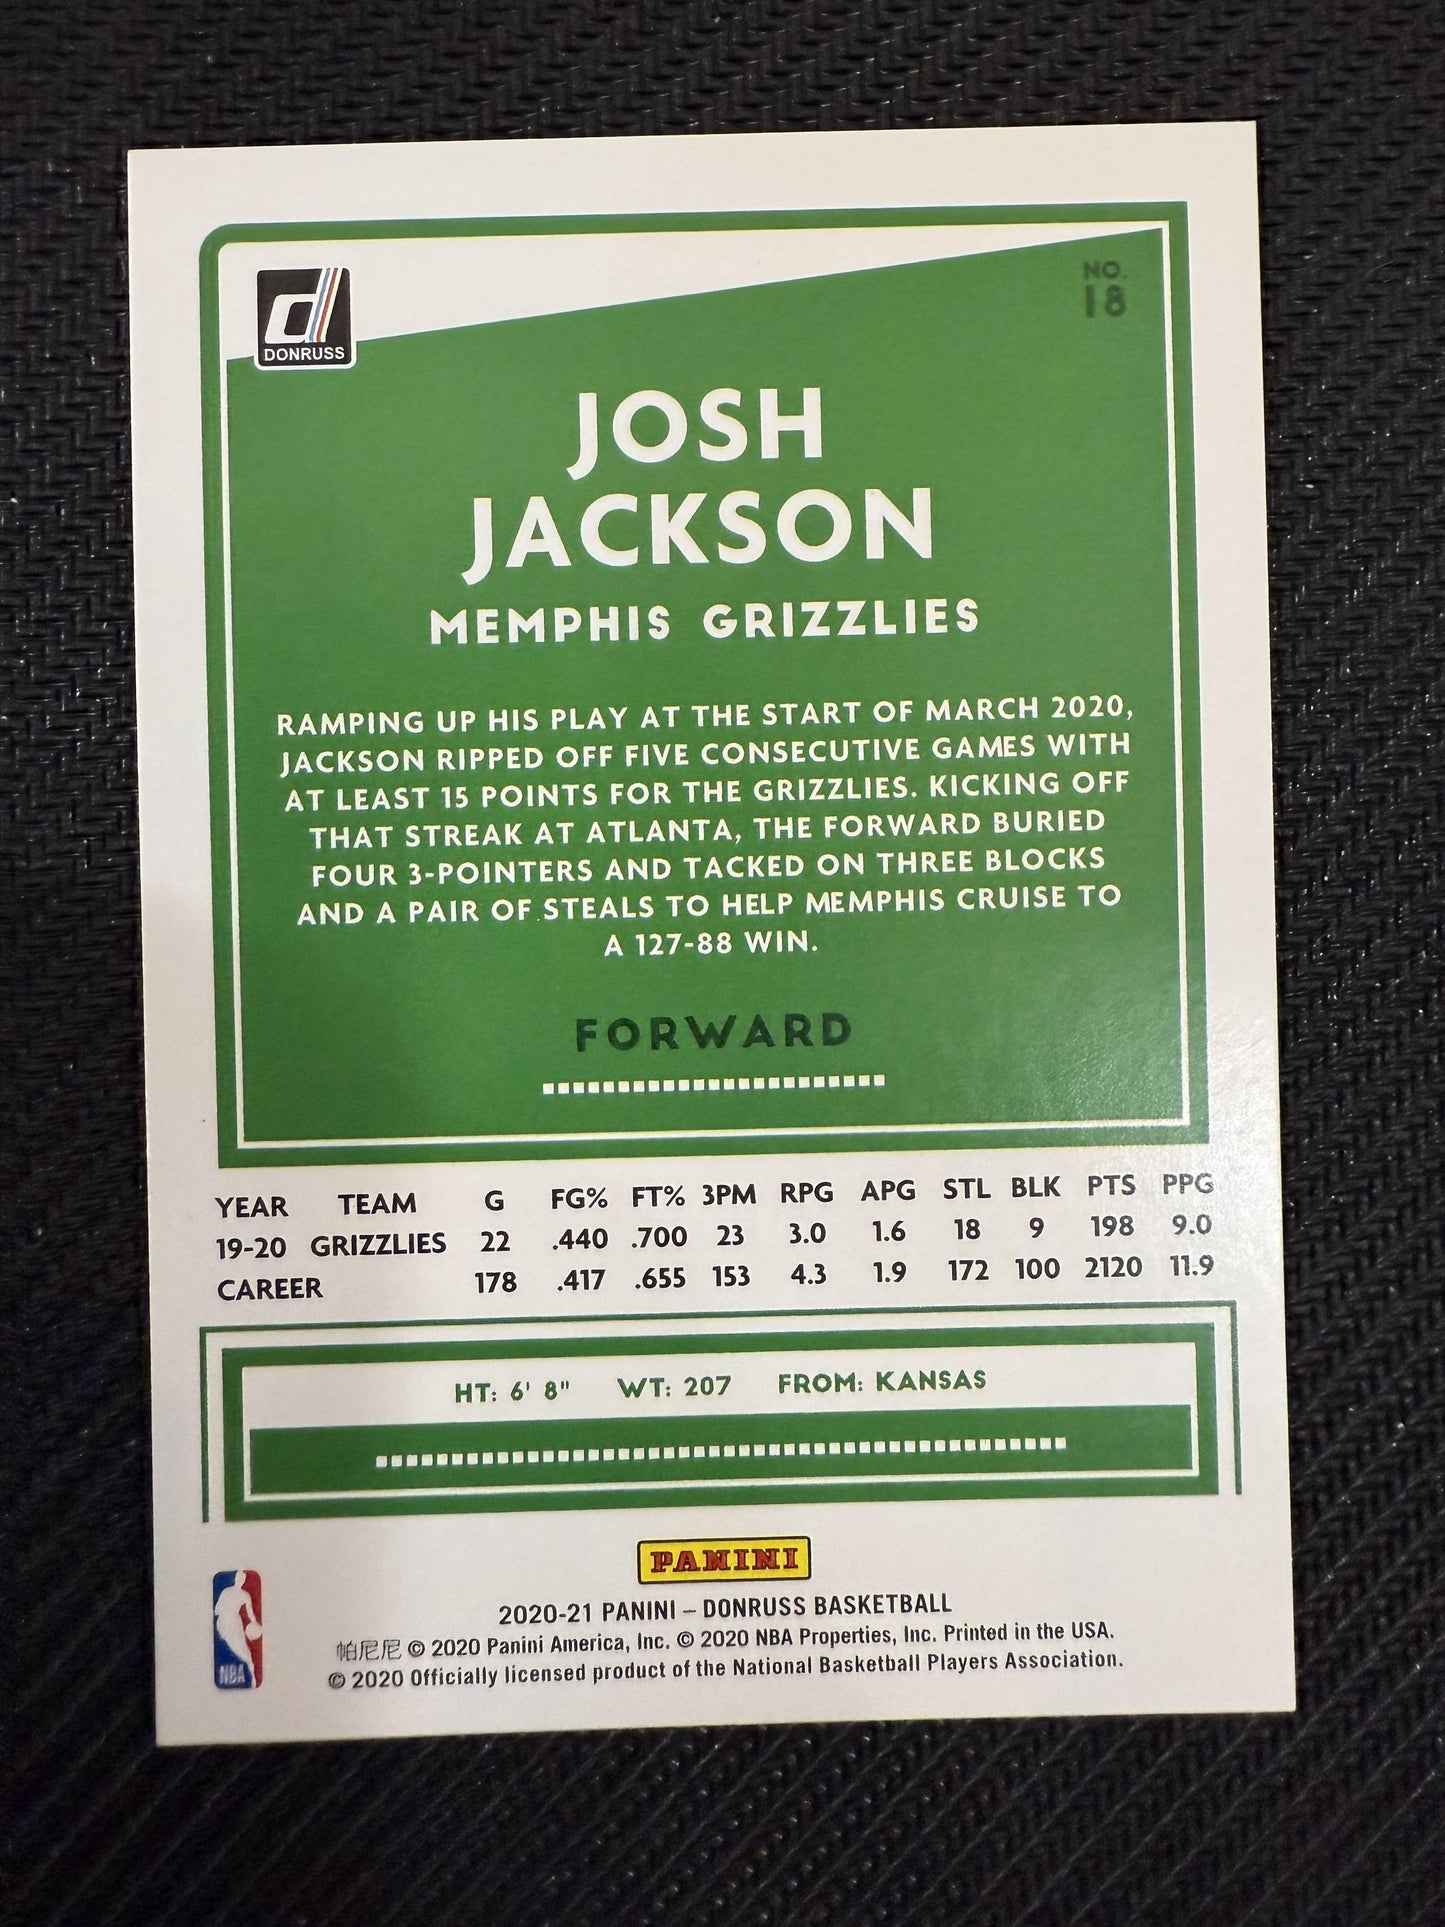 DONRUSS
NO.
18
JOSH
JACKSON
MEMPHIS GRIZZLIES
RAMPING UP HIS PLAY AT THE START OF MARCH 2020,
JACKSON RIPPED OFF FIVE CONSECUTIVE GAMES WITH
AT LEAST 15 POINTS FOR THE GRIZZLIES. KICKING OFF
THAT STREAK AT ATLANTA, THE FORWARD BURIED
FOUR 3-POINTERS AND TACKED ON THREE BLOCKS
AND A PAIR OF STEALS TO HELP MEMPHIS CRUISE TO
A 127-88 WIN.
FORWARD
YEAR TEAM G FG% FT% 3PM RPG APG STL BLK PTS PPG
19-20 GRIZZLIES 22 .440 .700 23 3.0 1.6 18 9 198 9.0
CAREER 178 .417 .655 153 4.3 1.9 172 100 2120 11.9
HT: 6' 8" WT: 207 FROM: KANSAS
PANINI
2020-21 PANINI – DONRUSS BASKETBALL
帕尼尼 © 2020 Panini America, Inc. © 2020 NBA Properties, Inc. Printed in the USA.
© 2020 Officially licensed product of the National Basketball Players Association.
NBA